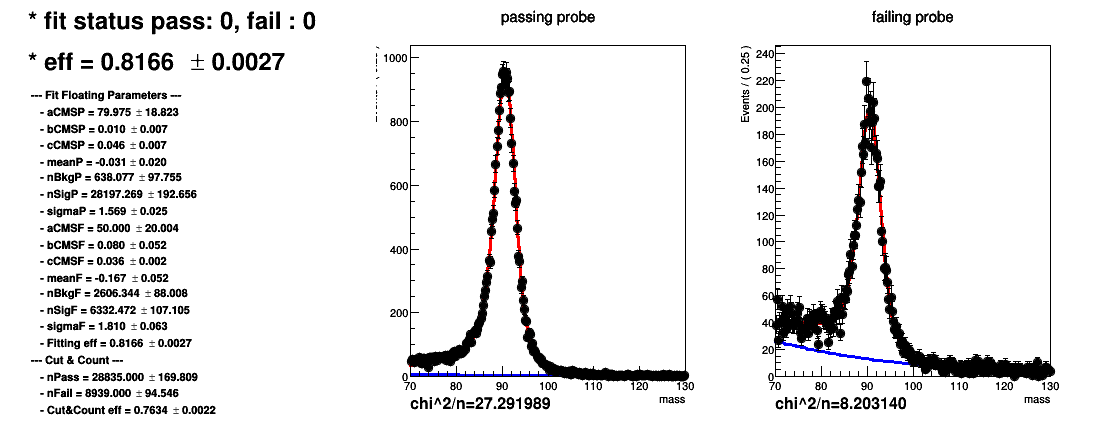 * fit status pass: 0, fail : 0
* eff = 0.8166 ± 0.0027
--- Fit Floating Parameters ---
- aCMSP = 79.975 ± 18.823
- bCMSP = 0.010 ± 0.007
- cCMSP = 0.046 ± 0.007
- meanP = -0.031 ± 0.020
- nBkgP = 638.077 ± 97.755
- nSigP = 28197.269 ± 192.656
- sigmaP = 1.569 ± 0.025
- aCMSF = 50.000 ± 20.004
- bCMSF = 0.080 ± 0.052
- cCMSF = 0.036 ± 0.002
- meanF = -0.167 ± 0.052
- nBkgF = 2606.344 ± 88.008
- nSigF = 6332.472 ± 107.105
- sigmaF = 1.810 ± 0.063
- Fitting eff = 0.8166 ± 0.0027
--- Cut & Count ---
- nPass = 28835.000 ± 169.809
- nFail = 8939.000 ± 94.546
- Cut&Count eff = 0.7634 ± 0.0022
passing probe
1000
800
600
400
200
0
70 80 90 100 110 120 130
mass
chi^2/n=27.291989
failing probe
Events / ( 0.25 )
240
220
200
180
160
140
120
100
80
60
40
20
0
70 80 90 100 110 120 130
mass
chi^2/n=8.203140